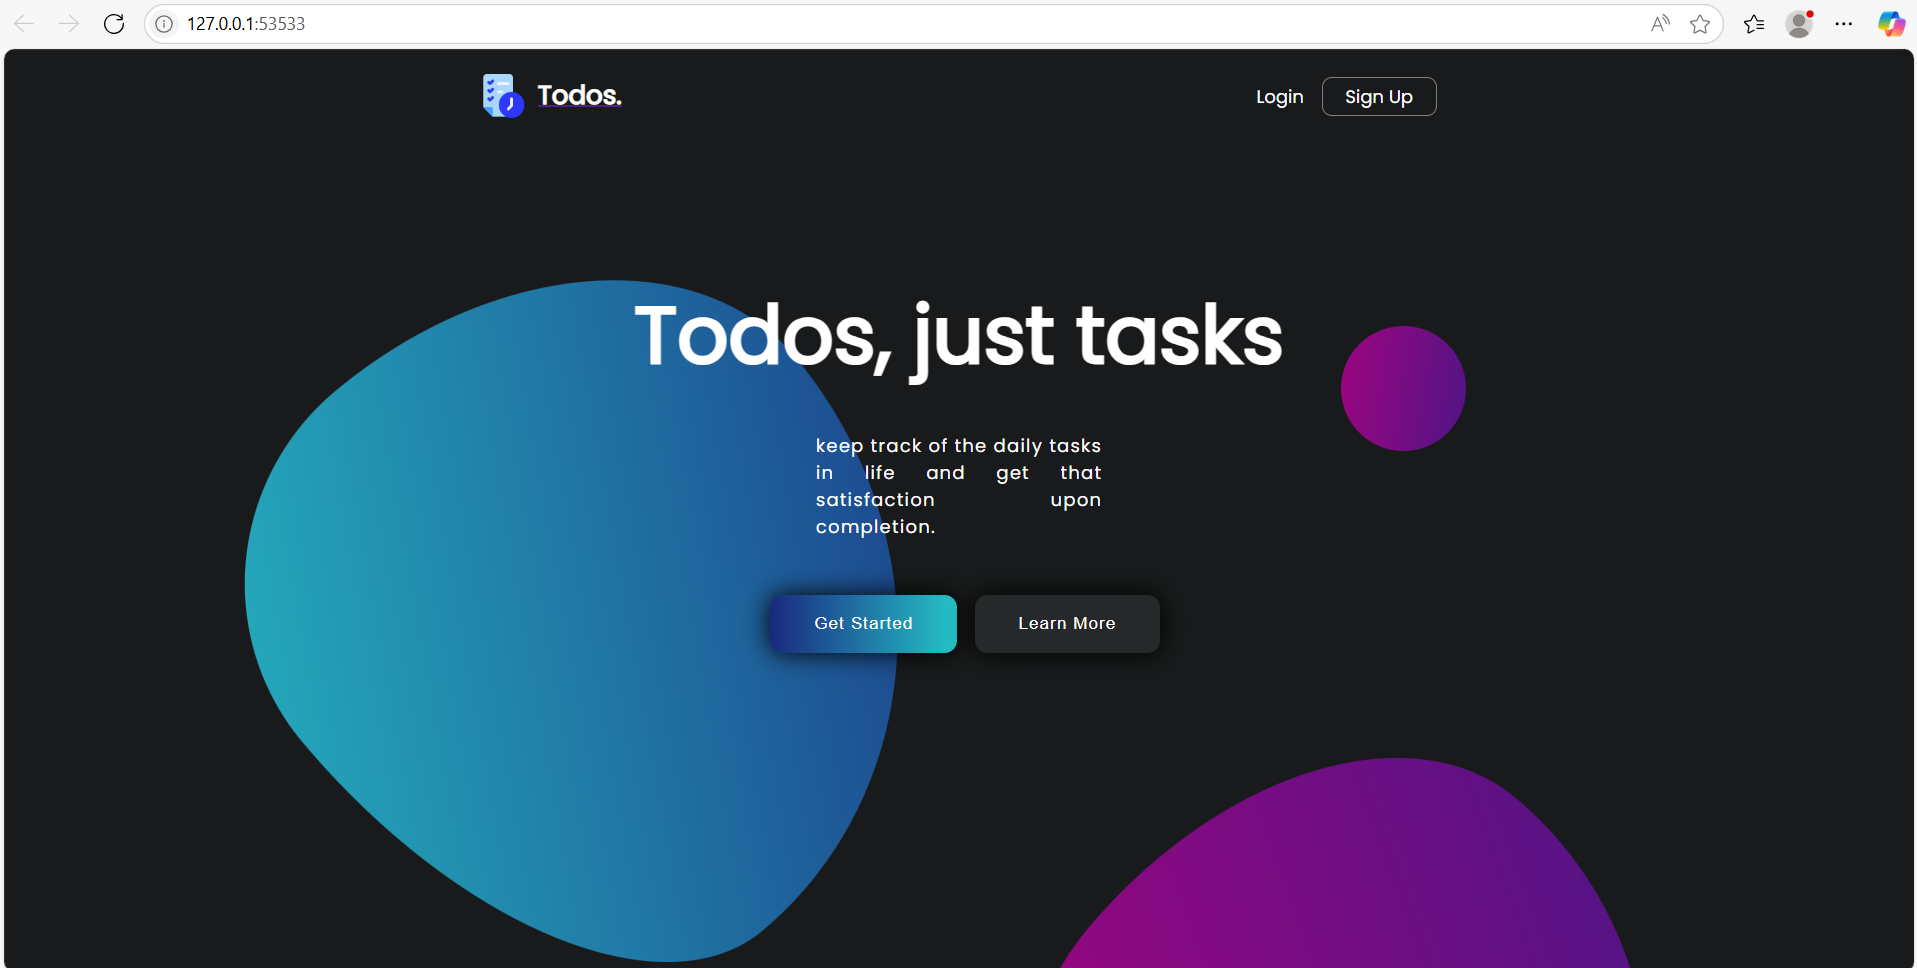 127.0.0.1:53533
Todos.
Login
Sign Up
Todos, just tasks
keep track of the daily tasks
in life and get that
satisfaction upon
completion.
Get Started
Learn More